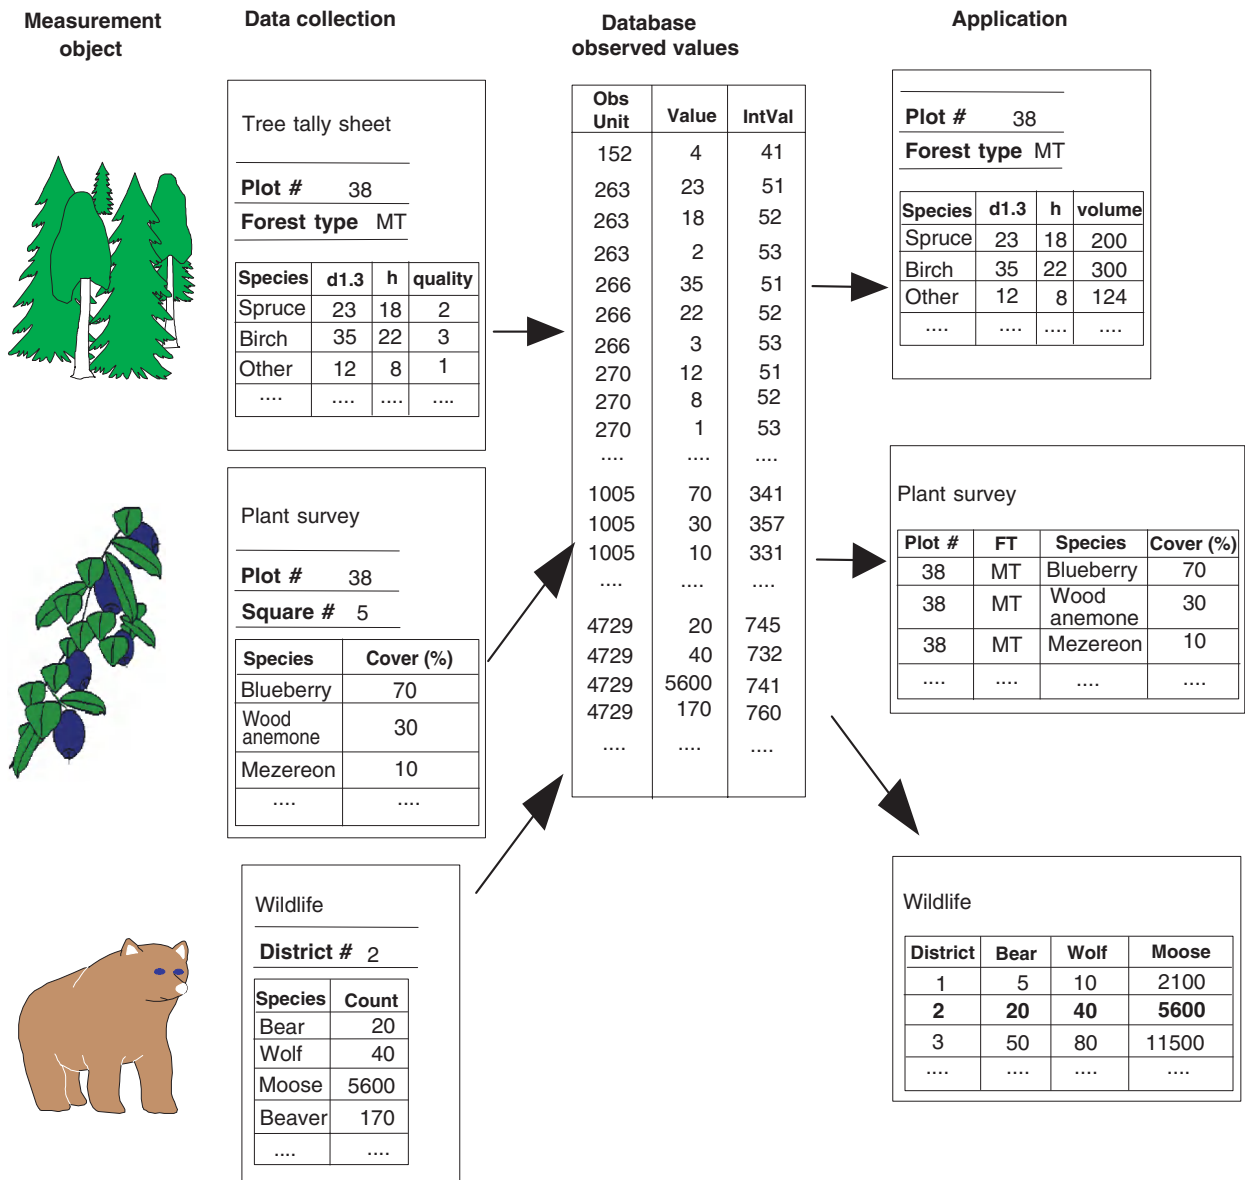 Measurement
object
Data collection
Database
observed values
Application
Tree tally sheet
Plot # 38
Forest type MT
Species d1.3 h quality
Spruce 23 18 2
Birch 35 22 3
Other 12 8 1
.... .... .... ....
Plant survey
Plot # 38
Square # 5
Species Cover (%)
Blueberry 70
Wood
anemone 30
Mezereon 10
.... ....
Wildlife
District # 2
Species Count
Bear 20
Wolf 40
Moose 5600
Beaver 170
.... ....
Obs
Unit Value IntVal
152 4 41
263 23 51
263 18 52
263 2 53
266 35 51
266 22 52
266 3 53
270 12 51
270 8 52
270 1 53
.... ....
1005 70 341
1005 30 357
1005 10 331
.... .... ....
4729 20 745
4729 40 732
4729 5600 741
4729 170 760
.... .... ....
Plot # 38
Forest type MT
Species d1.3 h volume
Spruce 23 18 200
Birch 35 22 300
Other 12 8 124
.... .... .... ....
Plant survey
Plot # FT Species Cover (%)
38 MT Blueberry 70
38 MT Wood
anemone 30
38 MT Mezereon 10
.... .... .... ....
Wildlife
District Bear Wolf Moose
1 5 10 2100
2 20 40 5600
3 50 80 11500
.... .... .... ....